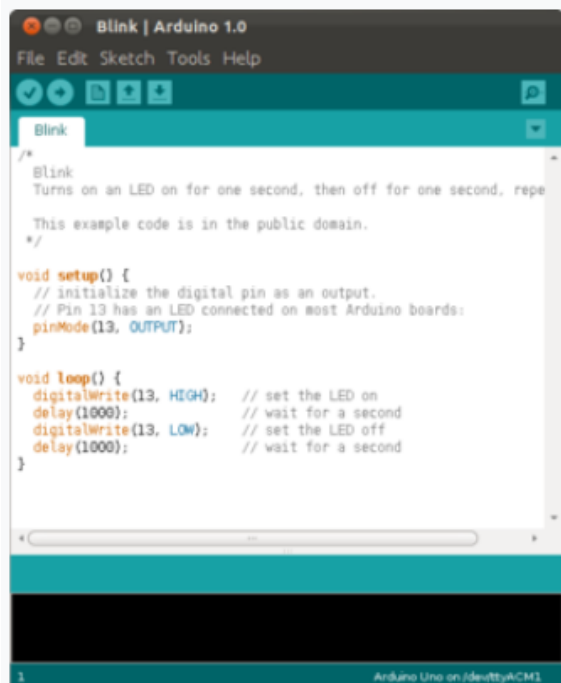 Blink | Arduino 1.0
File Edit Sketch Tools Help
Blink
/*
  Blink
  Turns on an LED on for one second, then off for one second, repe

  This example code is in the public domain.
 */

void setup() {
  // initialize the digital pin as an output.
  // Pin 13 has an LED connected on most Arduino boards:
  pinMode(13, OUTPUT);
}

void loop() {
  digitalWrite(13, HIGH);   // set the LED on
  delay(1000);              // wait for a second
  digitalWrite(13, LOW);    // set the LED off
  delay(1000);              // wait for a second
}
1
Arduino Uno on /dev/ttyACM1